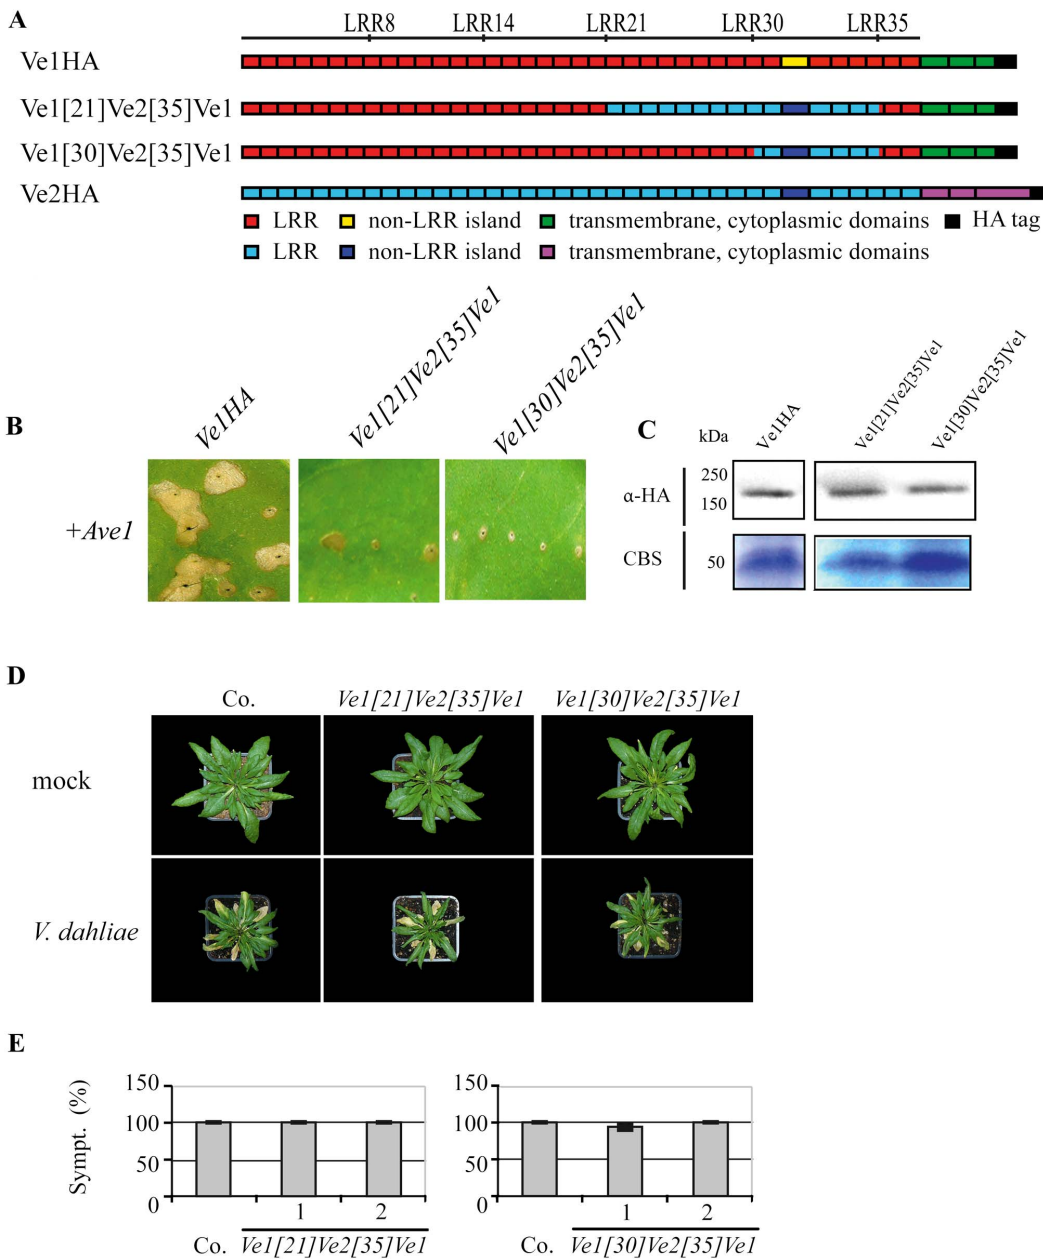 A
LRR8 LRR14 LRR21 LRR30 LRR35
Ve1HA
Ve1[21]Ve2[35]Ve1
Ve1[30]Ve2[35]Ve1
Ve2HA
LRR non-LRR island transmembrane, cytoplasmic domains HA tag
LRR non-LRR island transmembrane, cytoplasmic domains
B
Ve1HA
Ve1[21]Ve2[35]Ve1
Ve1[30]Ve2[35]Ve1
+Ave1
C
kDa
Ve1HA
Ve1[21]Ve2[35]Ve1
Ve1[30]Ve2[35]Ve1
α-HA
250
150
CBS
50
D
Co. Ve1[21]Ve2[35]Ve1 Ve1[30]Ve2[35]Ve1
mock
V. dahliae
E
Sympt. (%)
150
100
50
0
1 2
Co. Ve1[21]Ve2[35]Ve1
150
100
50
0
1 2
Co. Ve1[30]Ve2[35]Ve1